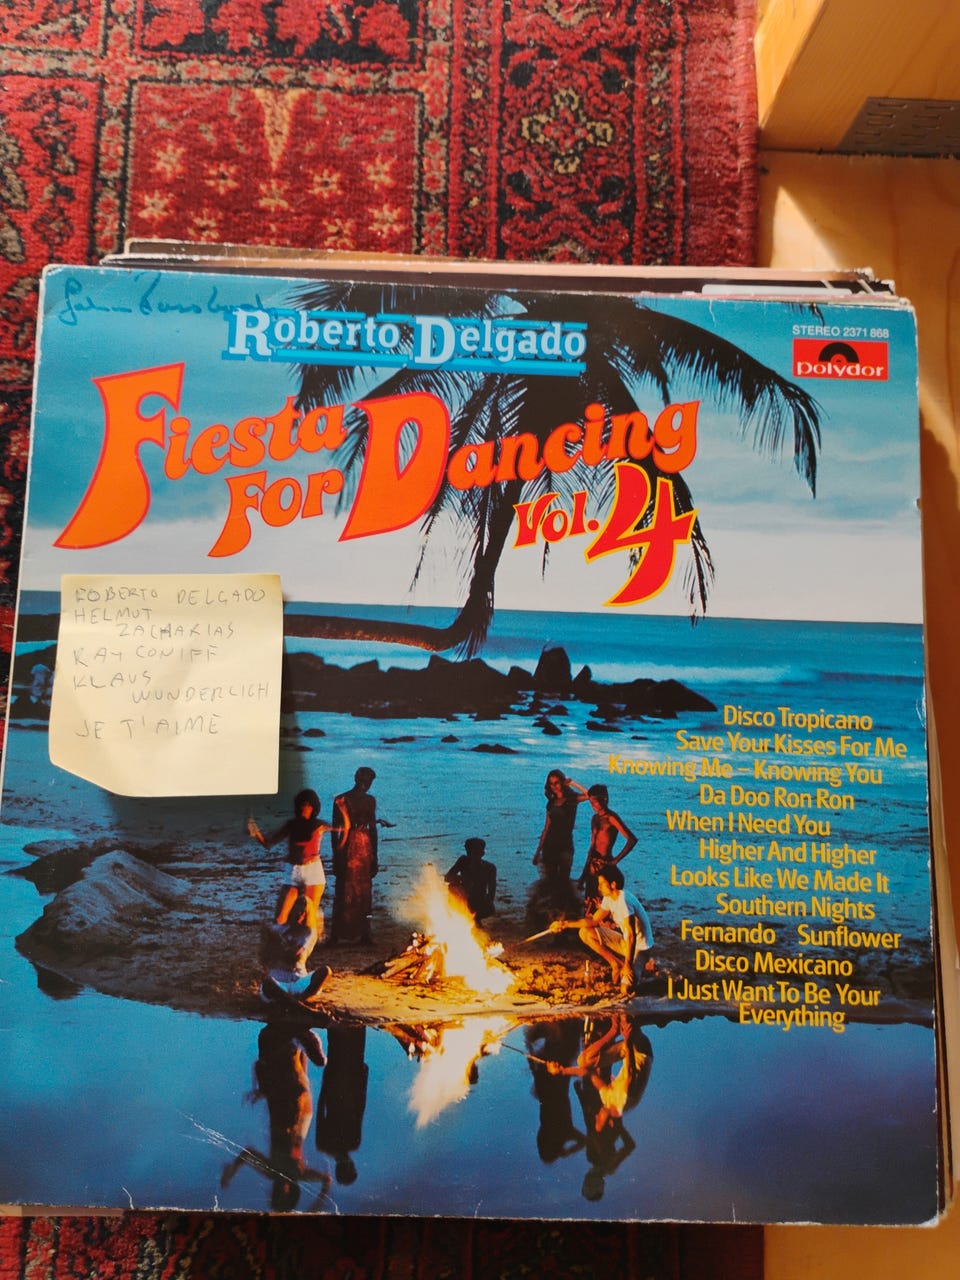 Roberto Delgado
STEREO 2371 868
polydor
Fiesta
For Dancing
Vol. 4
ROBERTO DELGADO
HELMUT
ZACHARIAS
RAY CONIFF
KLAUS
WUNDERLICH
JE T'AIME
Disco Tropicano
Save Your Kisses For Me
Knowing Me – Knowing You
Da Doo Ron Ron
When I Need You
Higher And Higher
Looks Like We Made It
Southern Nights
Fernando Sunflower
Disco Mexicano
I Just Want To Be Your
Everything